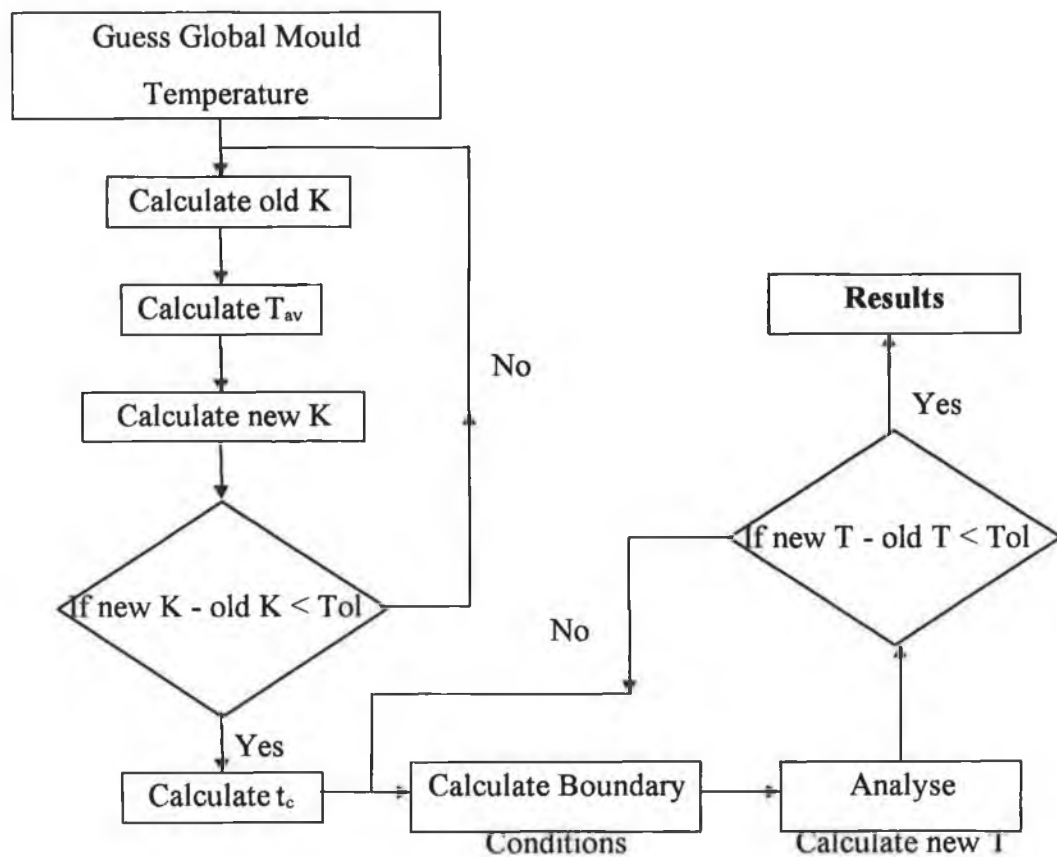 Guess Global Mould
Temperature
Calculate old K
Calculate Tav
Calculate new K
No
If new K - old K < Tol
Yes
Calculate tc
Calculate Boundary
Conditions
Analyse
Calculate new T
If new T - old T < Tol
No
Yes
Results